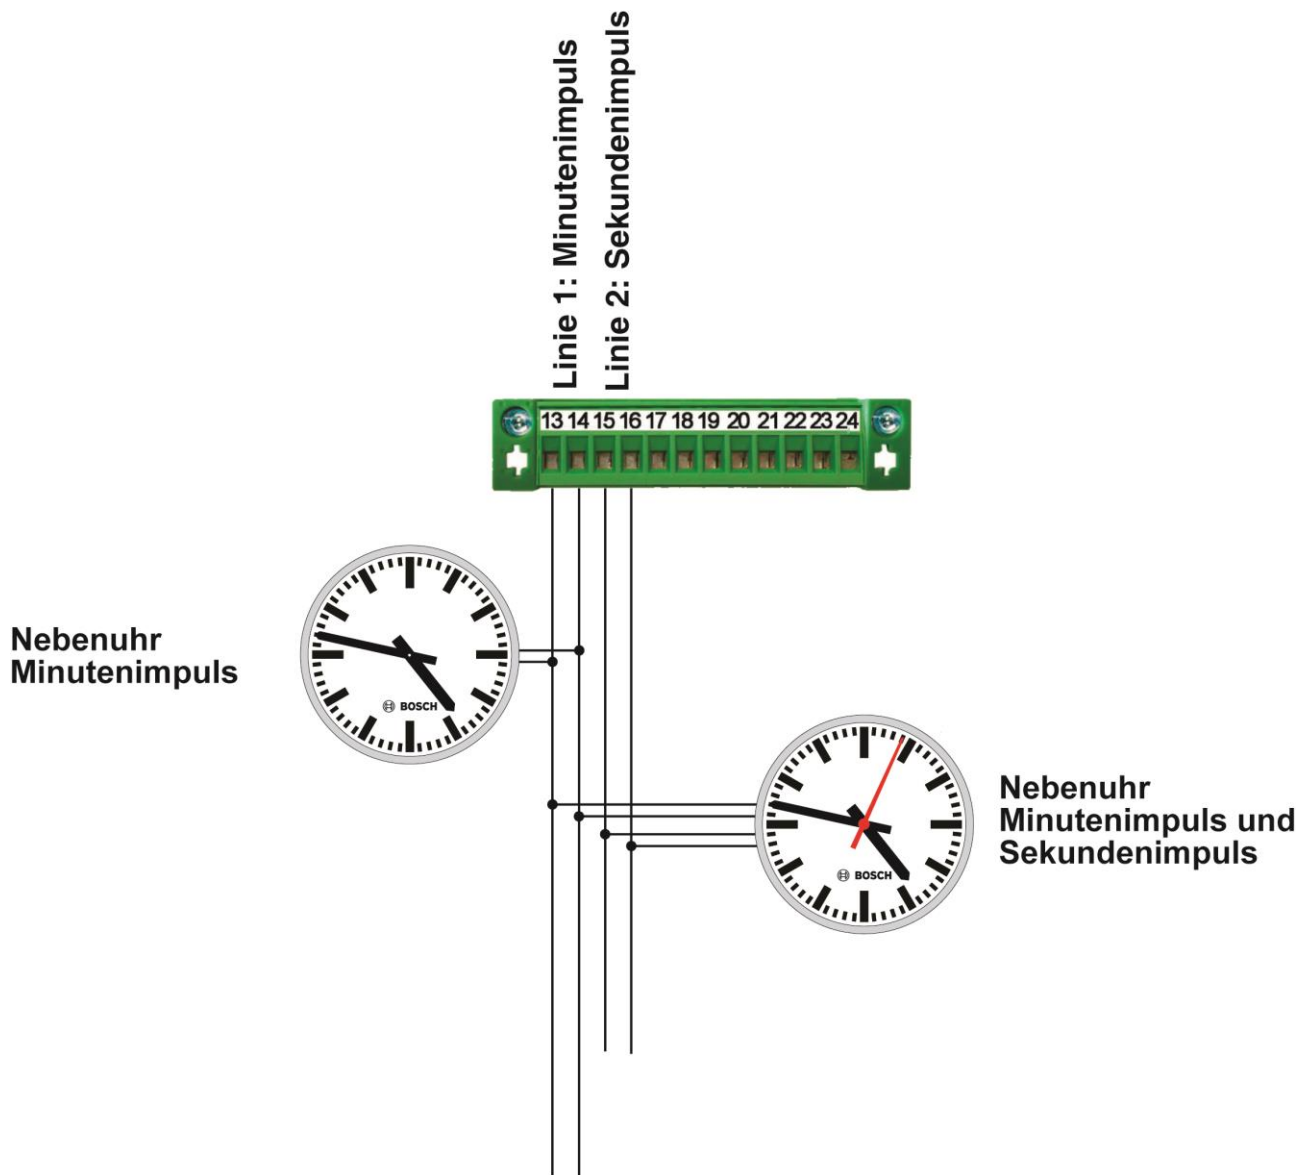 Linie 1: Minutenimpuls
Linie 2: Sekundenimpuls
13 14 15 16 17 18 19 20 21 22 23 24
Nebenuhr
Minutenimpuls
BOSCH
Nebenuhr
Minutenimpuls und
Sekundenimpuls
BOSCH